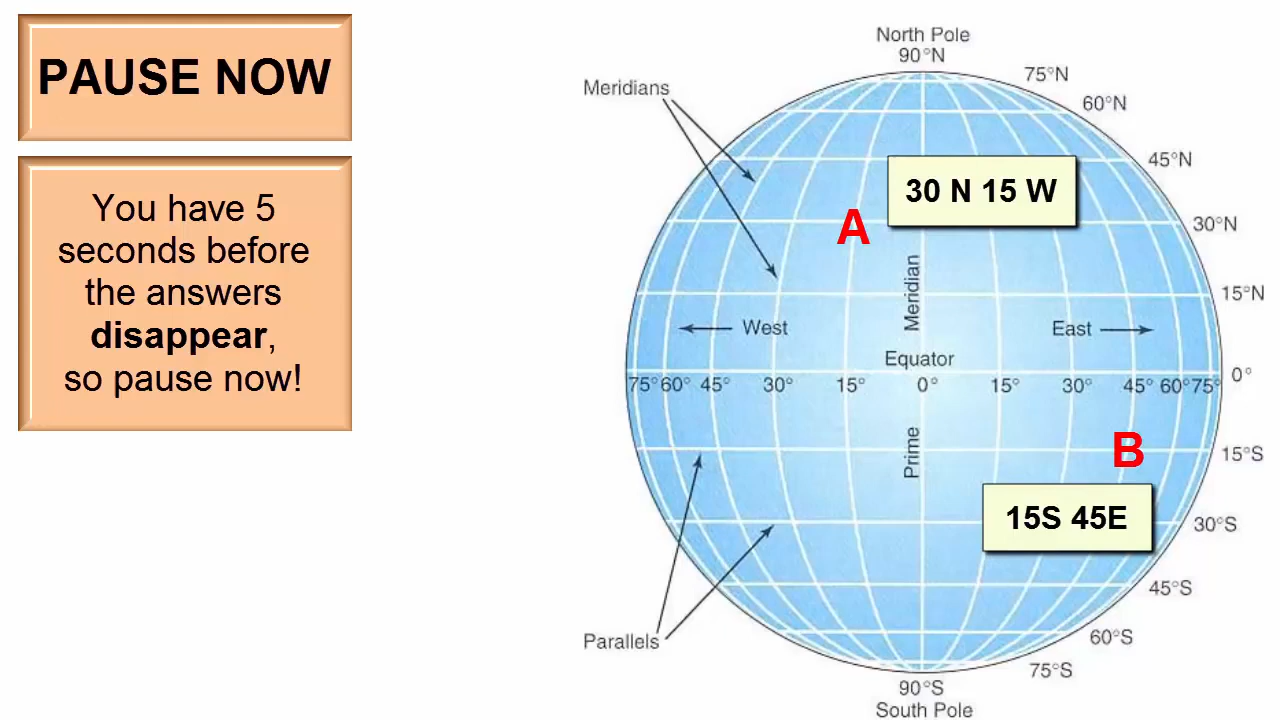 PAUSE NOW
You have 5
seconds before
the answers
disappear,
so pause now!
North Pole
90°N
75°N
60°N
45°N
30°N
15°N
0°
15°S
30°S
45°S
60°S
75°S
90°S
South Pole
Meridians
30 N 15 W
A
Meridian
West
East
Equator
75° 60° 45° 30° 15° 0° 15° 30° 45° 60° 75°
Prime
B
15S 45E
Parallels